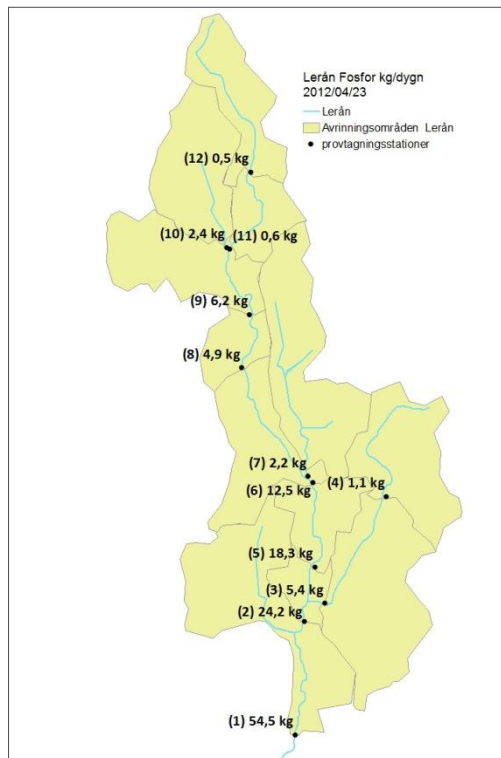 Lerån Fosfor kg/dygn
2012/04/23
Lerån
Avrinningsområden Lerån
provtagningsstationer
(12) 0,5 kg
(10) 2,4 kg
(11) 0,6 kg
(9) 6,2 kg
(8) 4,9 kg
(7) 2,2 kg
(4) 1,1 kg
(6) 12,5 kg
(5) 18,3 kg
(3) 5,4 kg
(2) 24,2 kg
(1) 54,5 kg